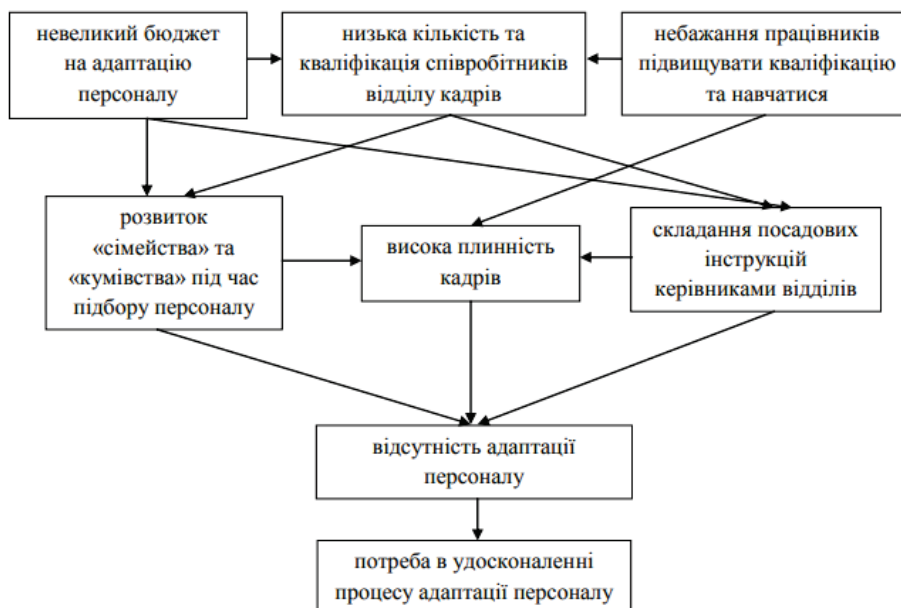 невеликий бюджет
на адаптацію
персоналу
низька кількість та
кваліфікація співробітників
відділу кадрів
небажання працівників
підвищувати кваліфікацію
та навчатися
розвиток
«сімейства» та
«кумівства» під час
підбору персоналу
висока плинність
кадрів
складання посадових
інструкцій
керівниками відділів
відсутність адаптації
персоналу
потреба в удосконаленні
процесу адаптації персоналу